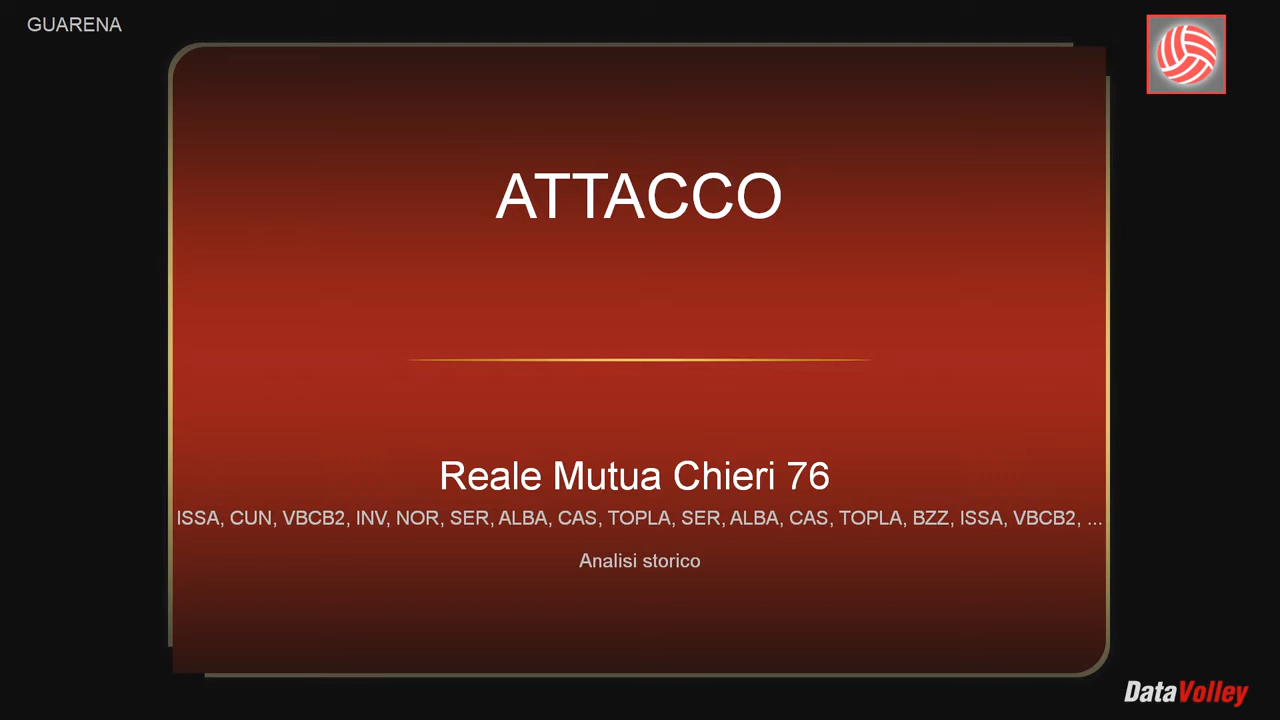 GUARENA
ATTACCO
Reale Mutua Chieri 76
ISSA, CUN, VBCB2, INV, NOR, SER, ALBA, CAS, TOPLA, SER, ALBA, CAS, TOPLA, BZZ, ISSA, VBCB2, ...
Analisi storico
DataVolley